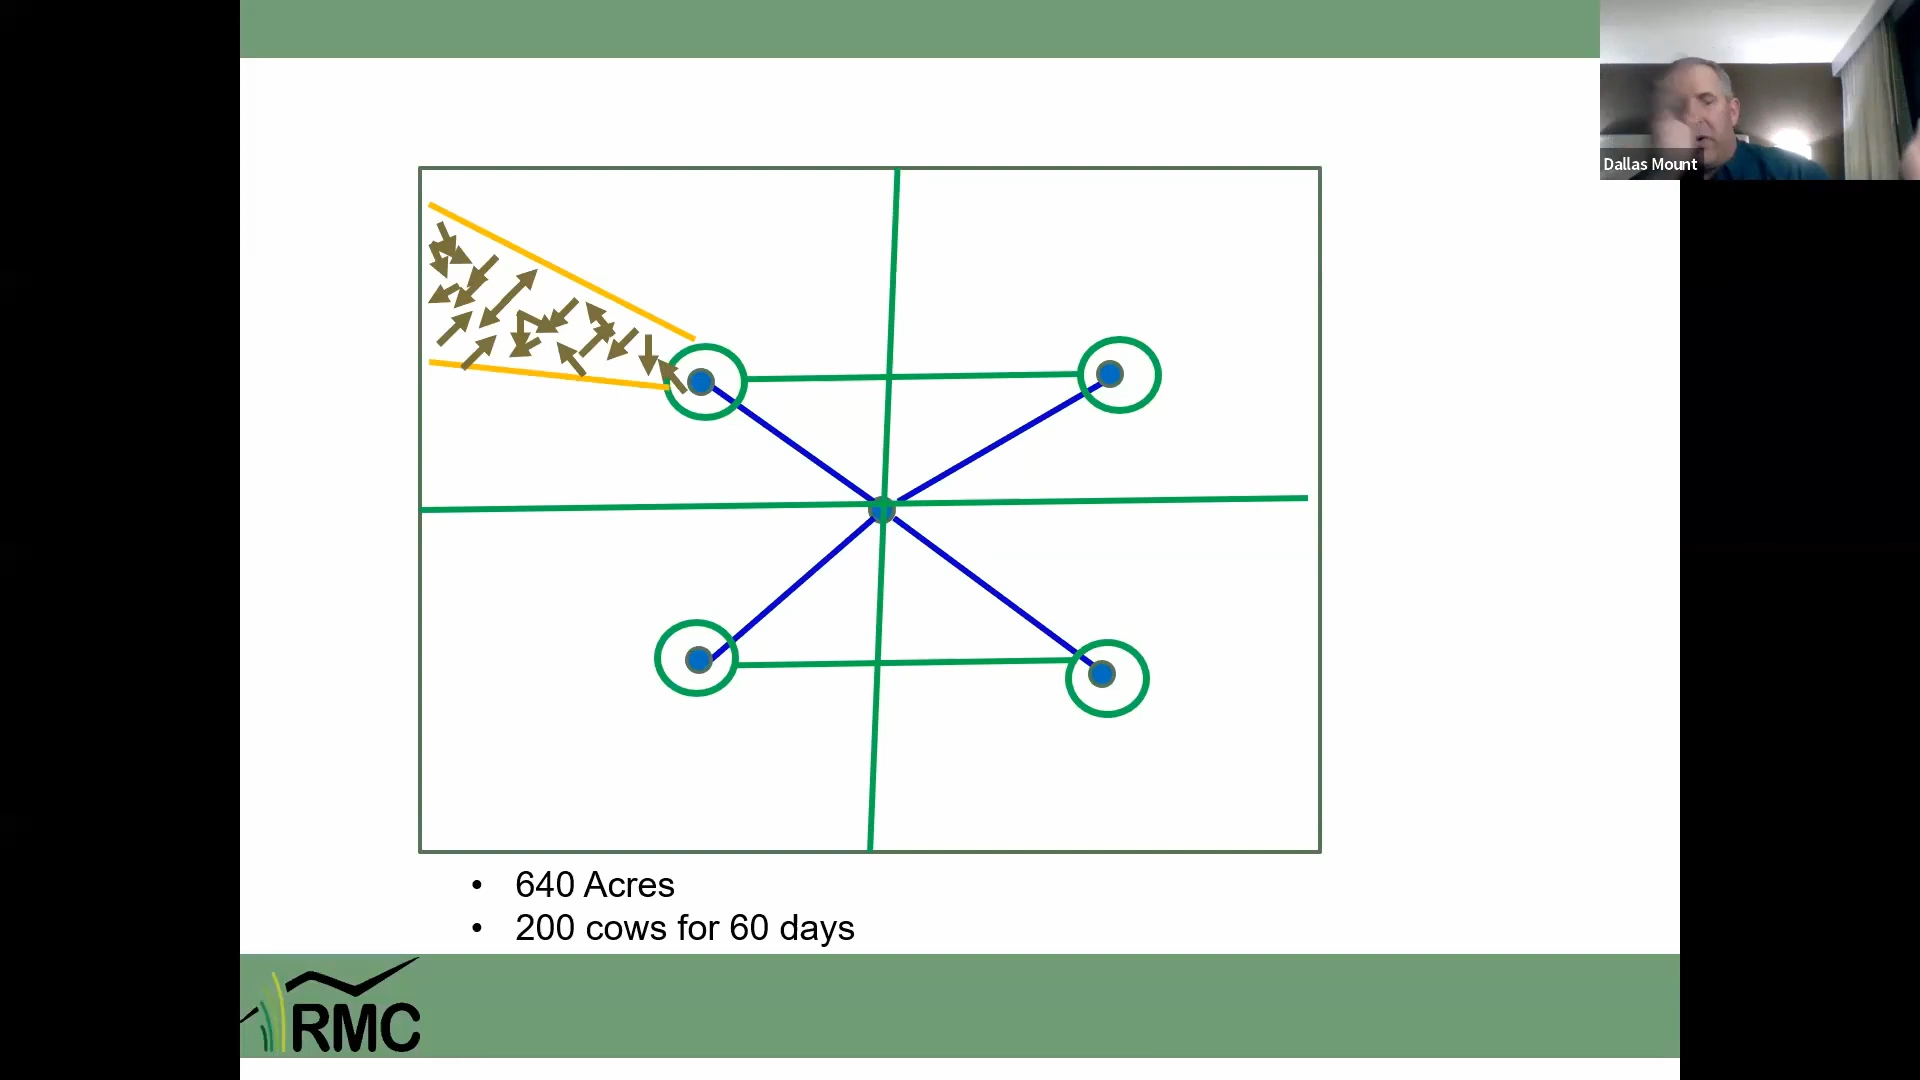 Dallas Mount
• 640 Acres
• 200 cows for 60 days
RMC